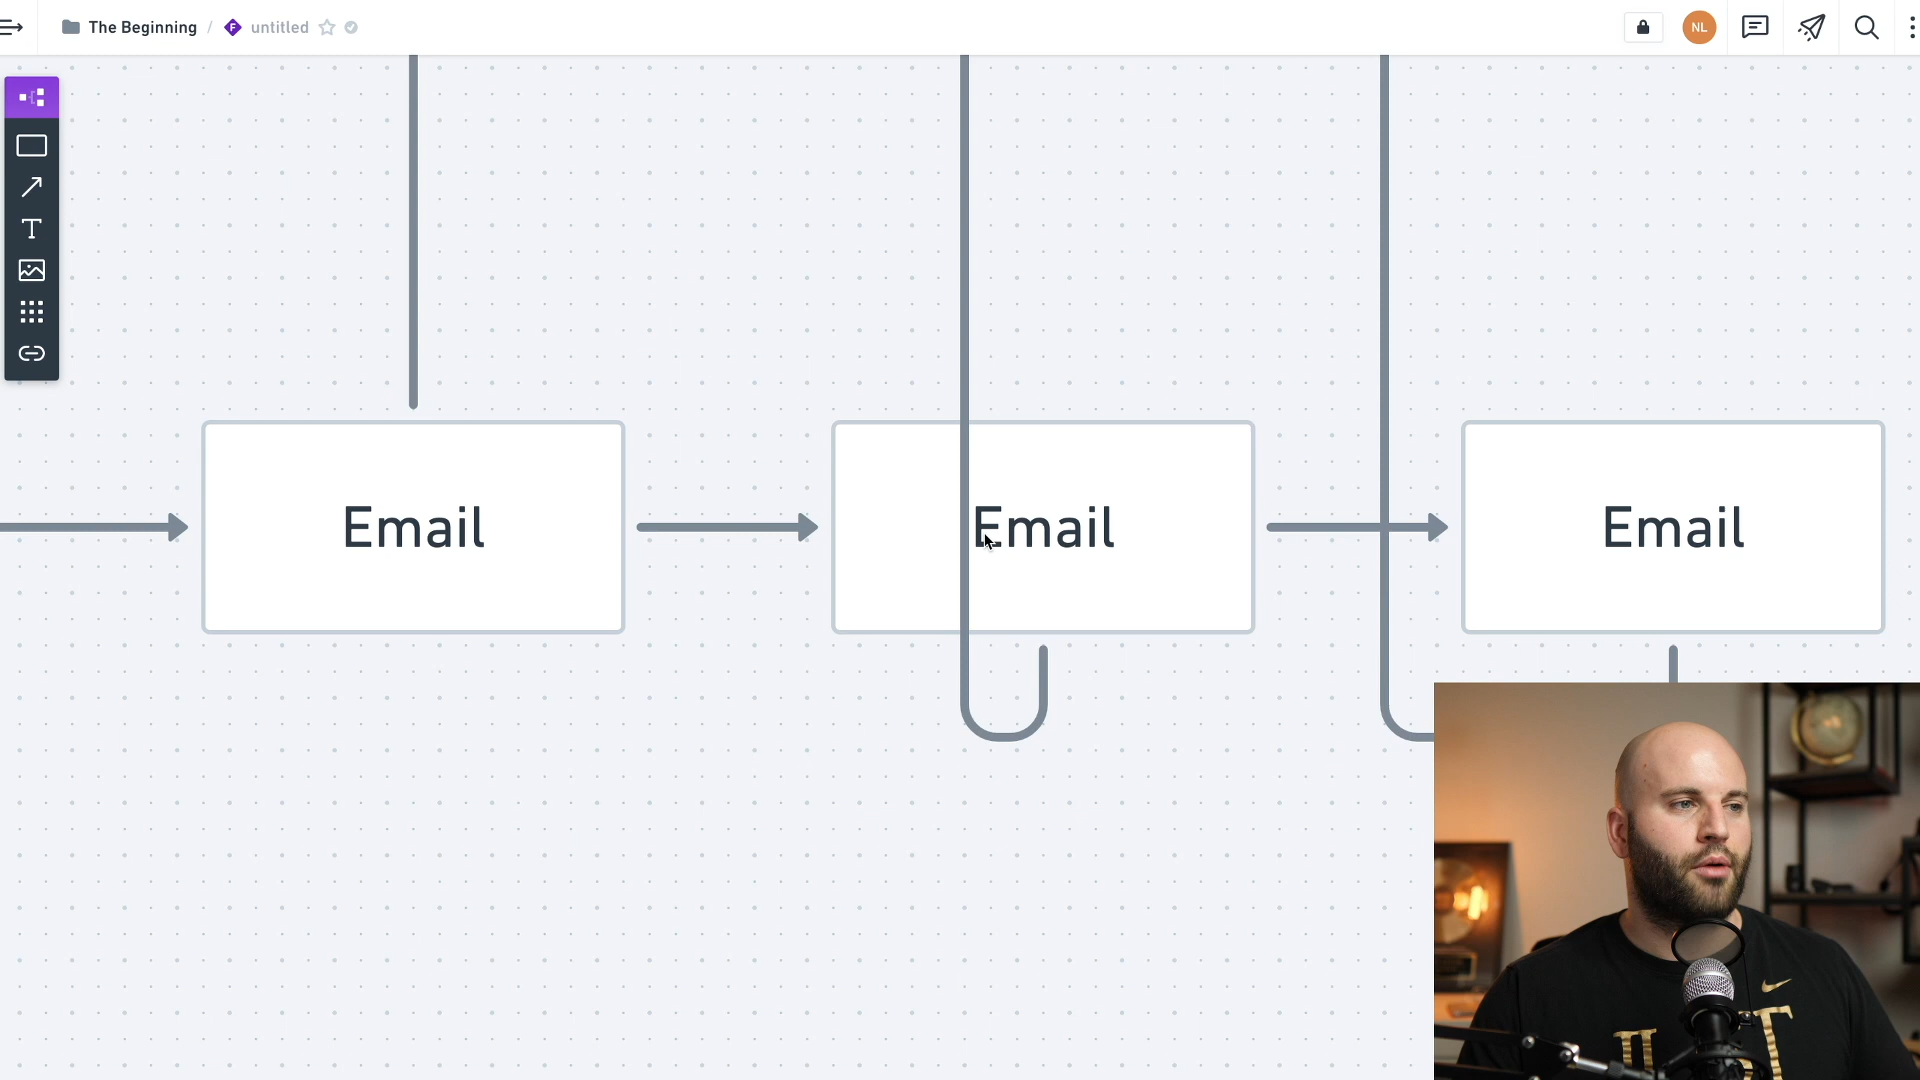 The Beginning / untitled
NL
T
Email
Email
Email